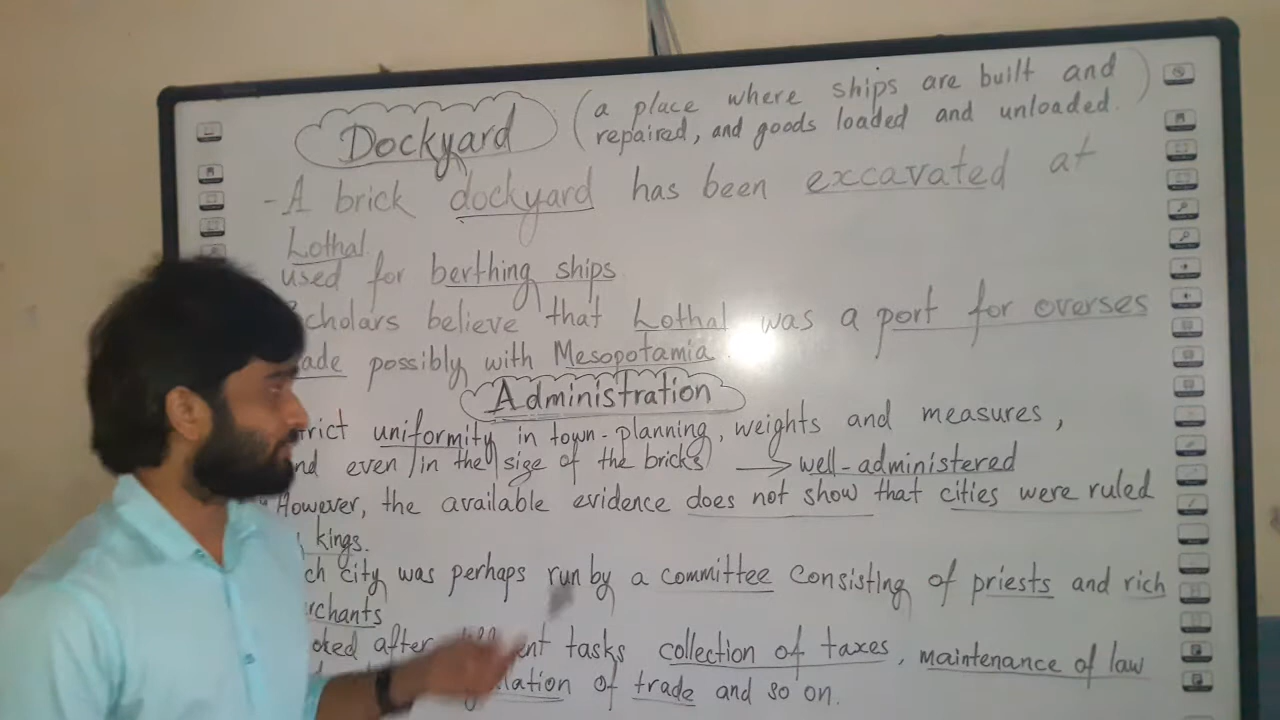 Dockyard (a place where ships are built and
repaired, and goods loaded and unloaded.)
- A brick dockyard has been excavated at
Lothal.
used for berthing ships
Scholars believe that Lothal was a port for overses
trade possibly with Mesopotamia.
Administration
strict uniformity in town-planning, weights and measures,
and even in the size of the bricks → well-administered
However, the available evidence does not show that cities were ruled
kings.
ch city was perhaps run by a committee consisting of priests and rich
rchants
oked after tasks collection of taxes, maintenance of law
lation of trade and so on.